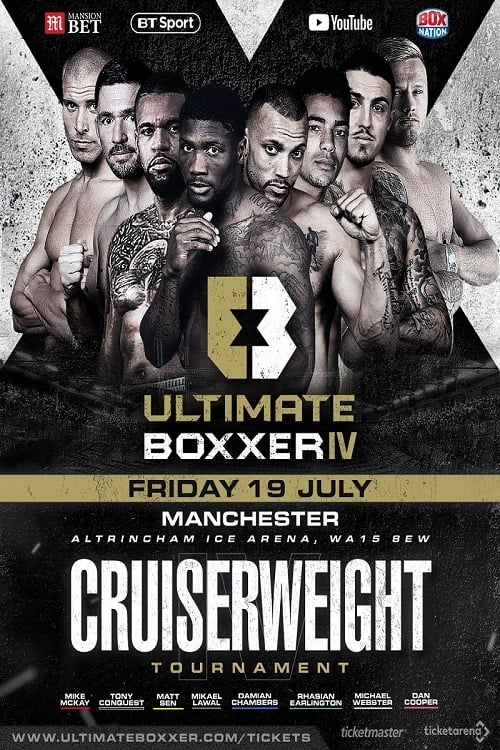 MANSION
BET
BT Sport
YouTube
BOX
NATION
ULTIMATE
BOXXER IV
FRIDAY 19 JULY
MANCHESTER
ALTRINCHAM ICE ARENA, WA15 8EW
CRUISERWEIGHT
TOURNAMENT
MIKE MCKAY
TONY CONQUEST
MATT SEN
MIKAEL LAWAL
DAMIAN CHAMBERS
RHASIAN EARLINGTON
MICHAEL WEBSTER
DAN COOPER
WWW.ULTIMATEBOXXER.COM/TICKETS
ticketmaster
ticketarena